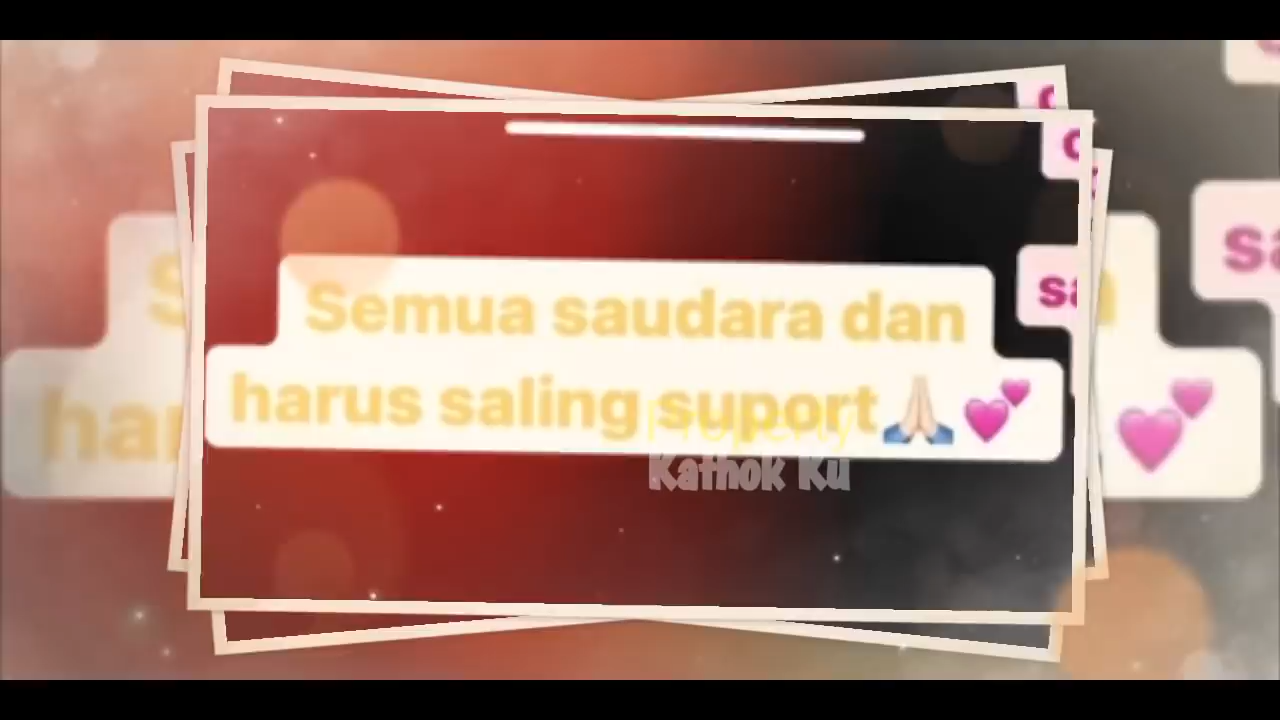 Semua saudara dan
harus saling suport🙏🏻💕
Property
Kathok Ku